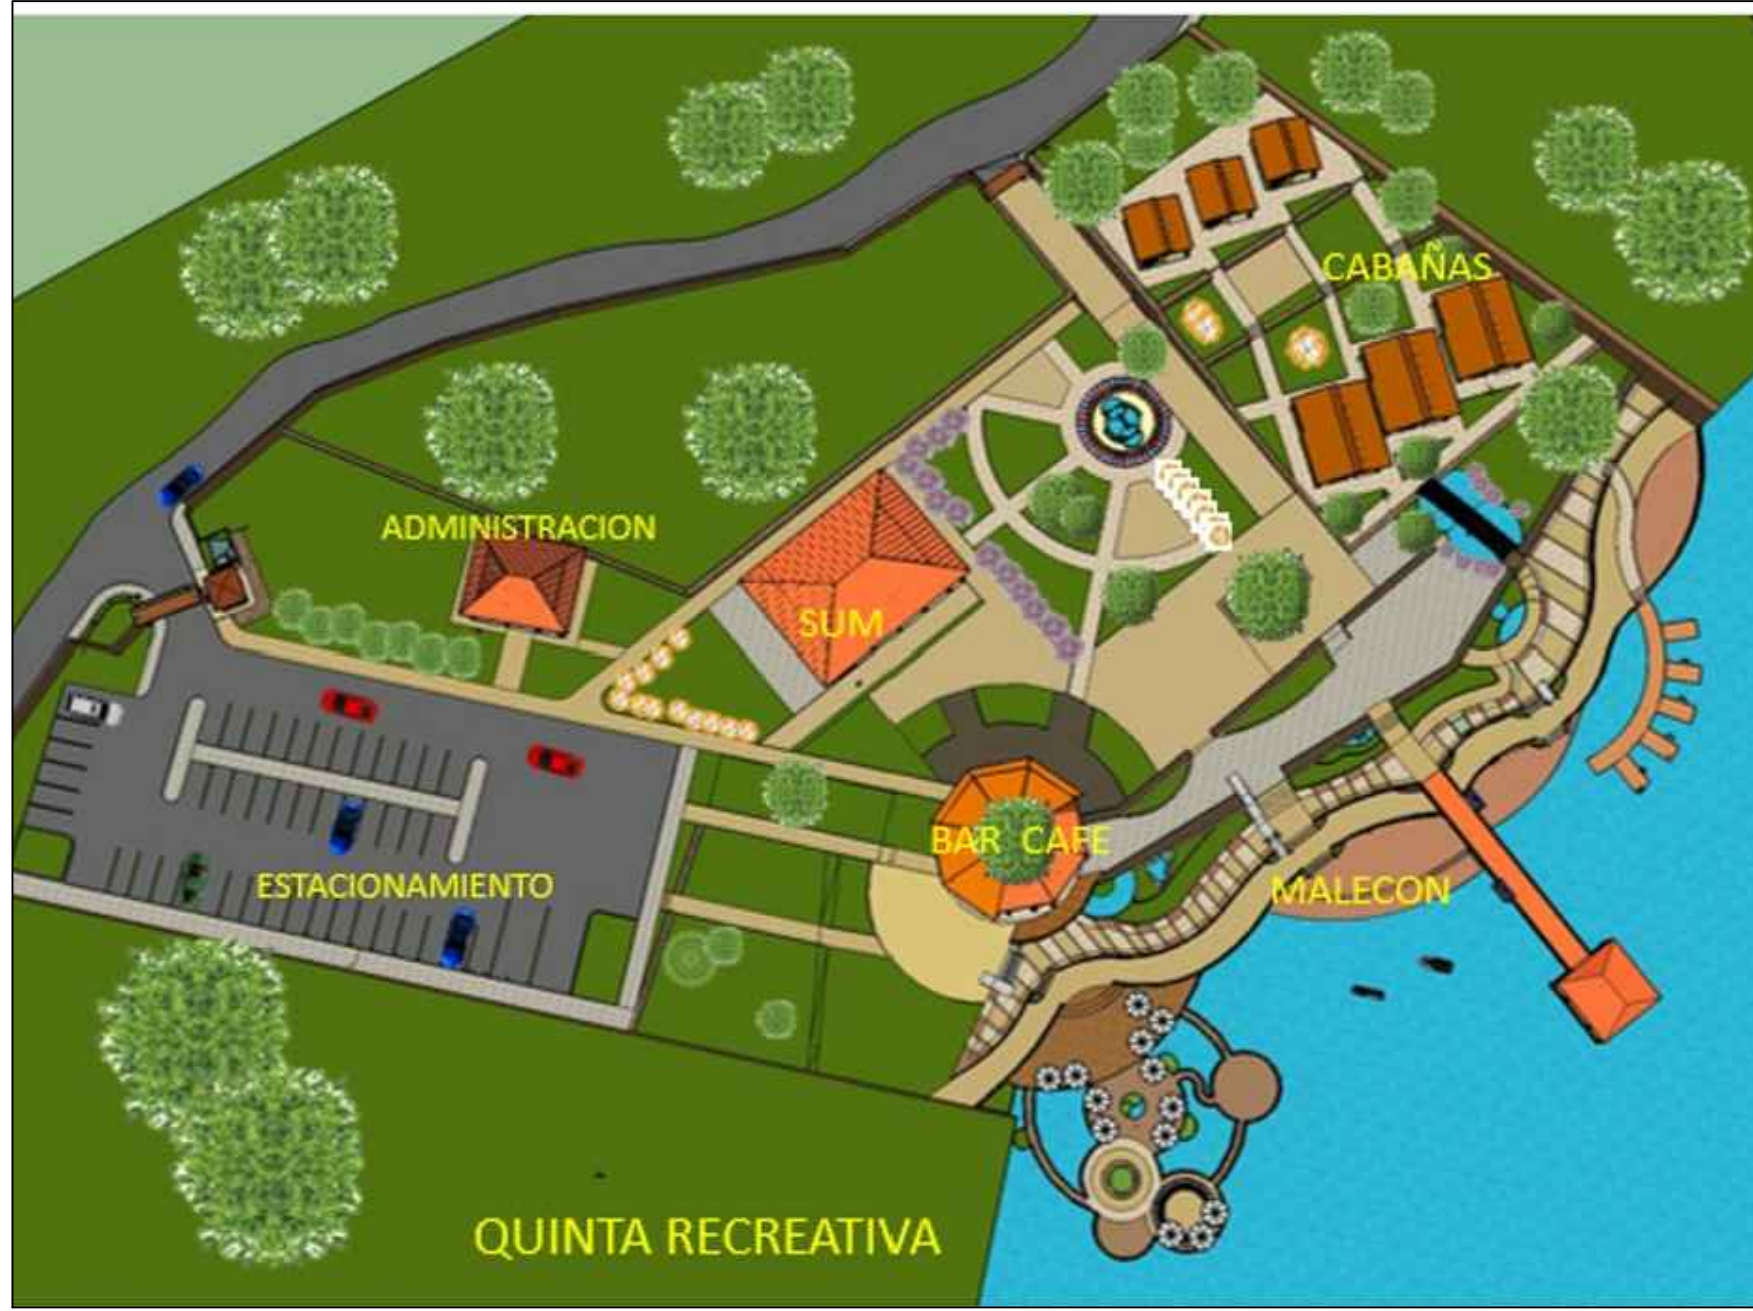 CABAÑAS
ADMINISTRACION
SUM
BAR CAFE
ESTACIONAMIENTO
MALECON
QUINTA RECREATIVA